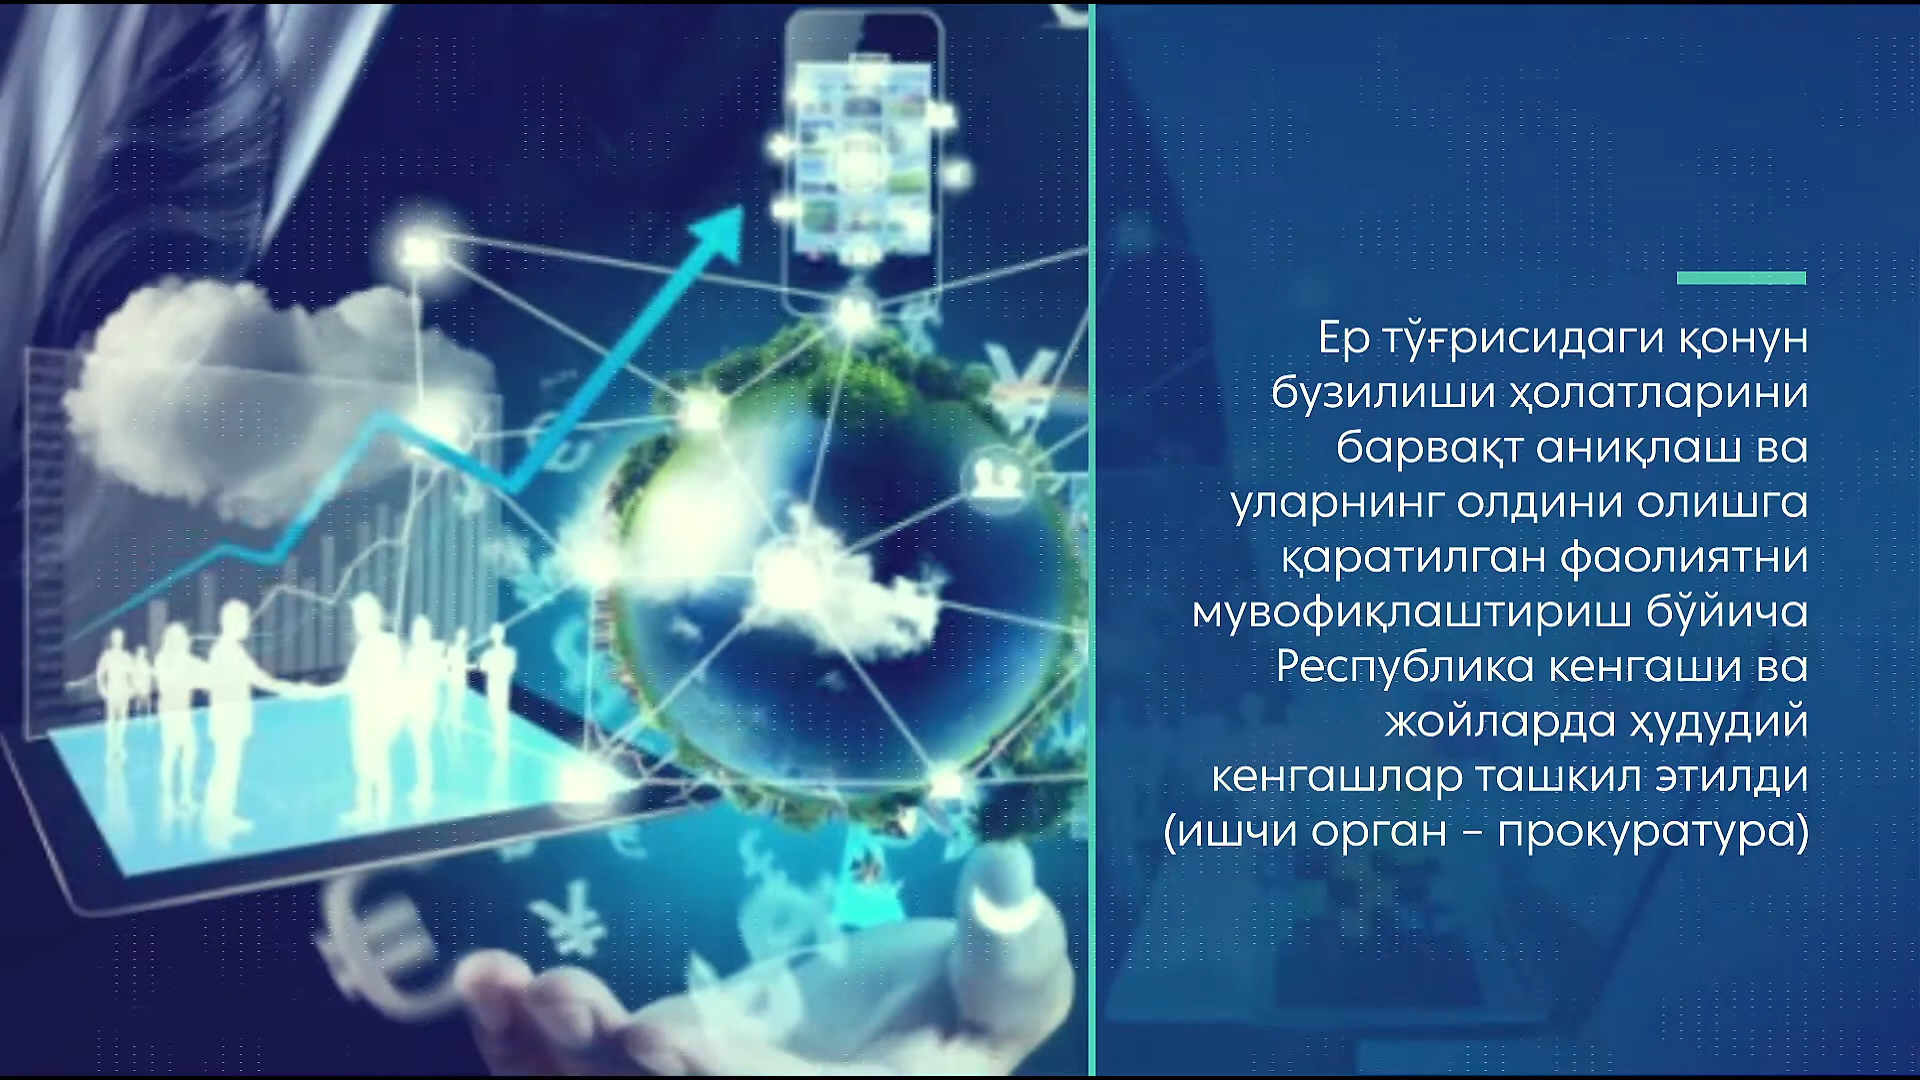 Ер тўғрисидаги қонун
бузилиши ҳолатларини
барвақт аниқлаш ва
уларнинг олдини олишга
қаратилган фаолиятни
мувофиқлаштириш бўйича
Республика кенгаши ва
жойларда ҳудудий
кенгашлар ташкил этилди
(ишчи орган – прокуратура)